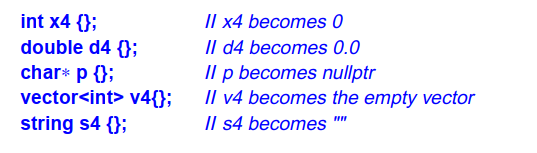 int x4 {}; // x4 becomes 0
double d4 {}; // d4 becomes 0.0
char* p {}; // p becomes nullptr
vector<int> v4{}; // v4 becomes the empty vector
string s4 {}; // s4 becomes ""